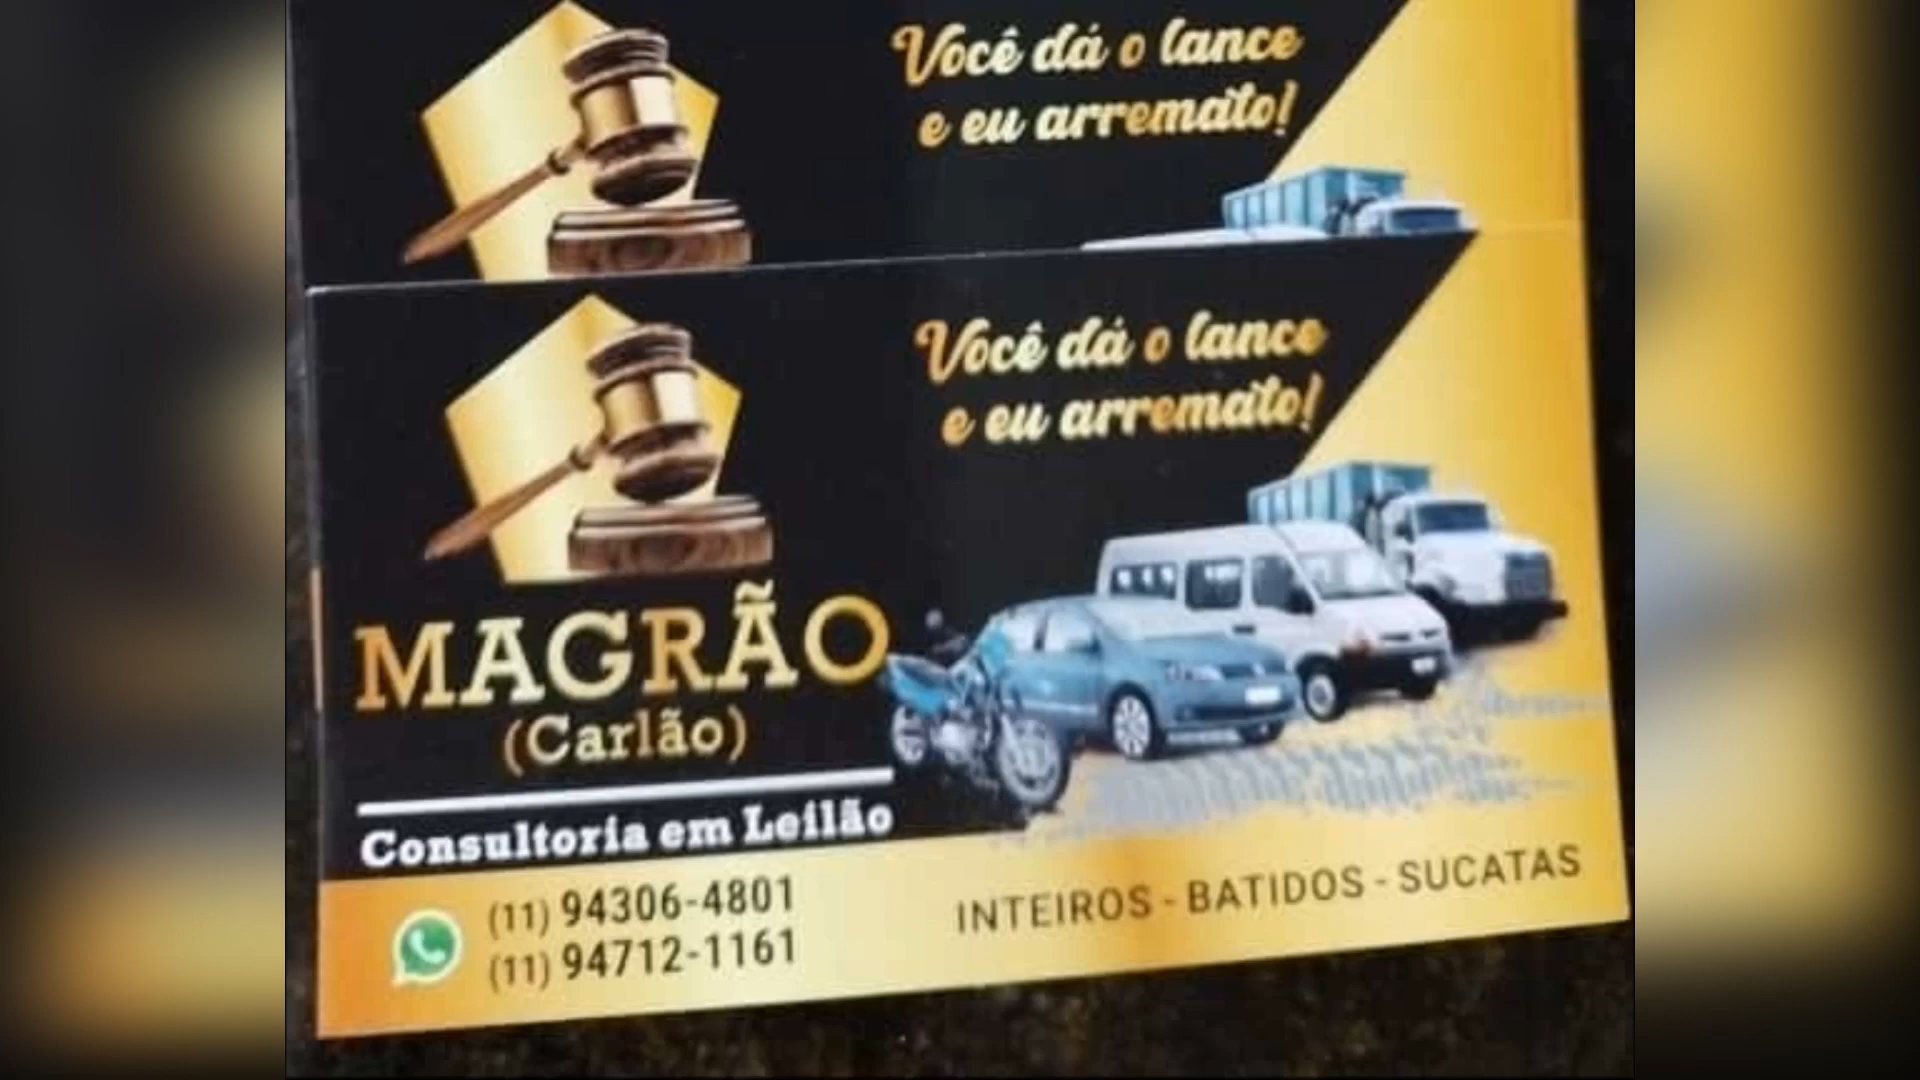 Você dá o lance
e eu arremato!
Você dá o lance
e eu arremato!
MAGRÃO
(Carlão)
Consultoria em Leilão
(11) 94306-4801
(11) 94712-1161
INTEIROS - BATIDOS - SUCATAS